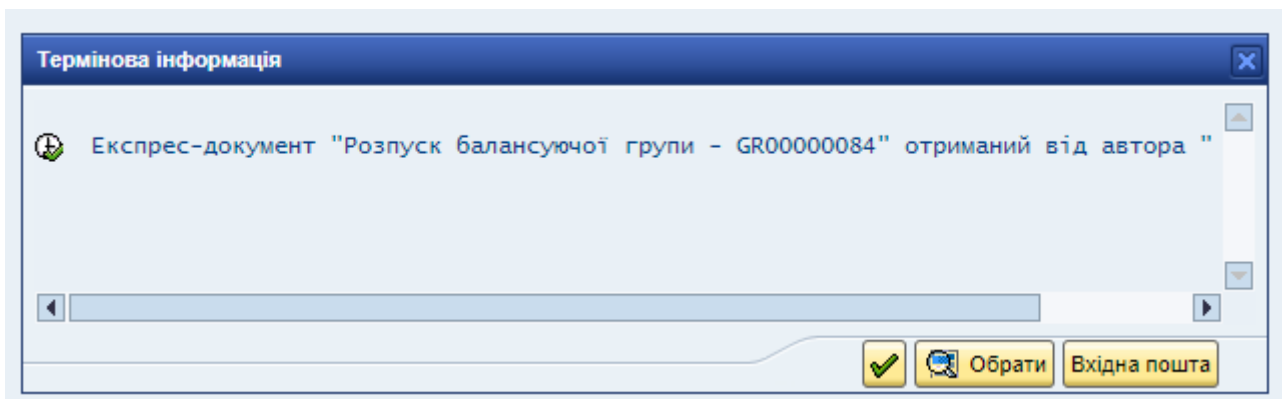 Термінова інформація
Експрес-документ "Розпуск балансуючої групи - GR00000084" отриманий від автора "
Обрати
Вхідна пошта